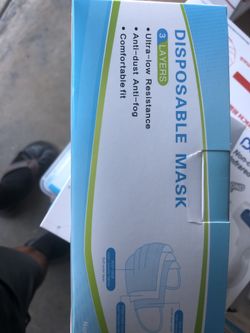 DISPOSABLE MASK
3 LAYERS
• Ultra-low Resistance
• Anti-dust Anti-fog
• Comfortable fit